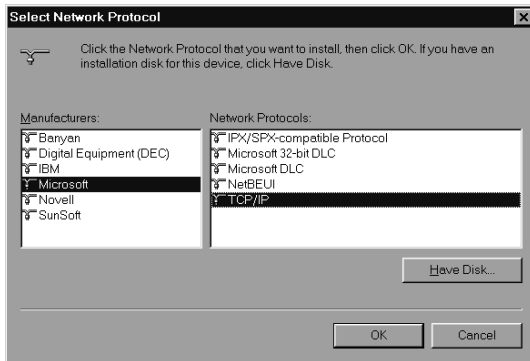 Select Network Protocol
Click the Network Protocol that you want to install, then click OK. If you have an
installation disk for this device, click Have Disk.
Manufacturers:
Banyan
Digital Equipment (DEC)
IBM
Microsoft
Novell
SunSoft
Network Protocols:
IPX/SPX-compatible Protocol
Microsoft 32-bit DLC
Microsoft DLC
NetBEUI
TCP/IP
Have Disk...
OK
Cancel